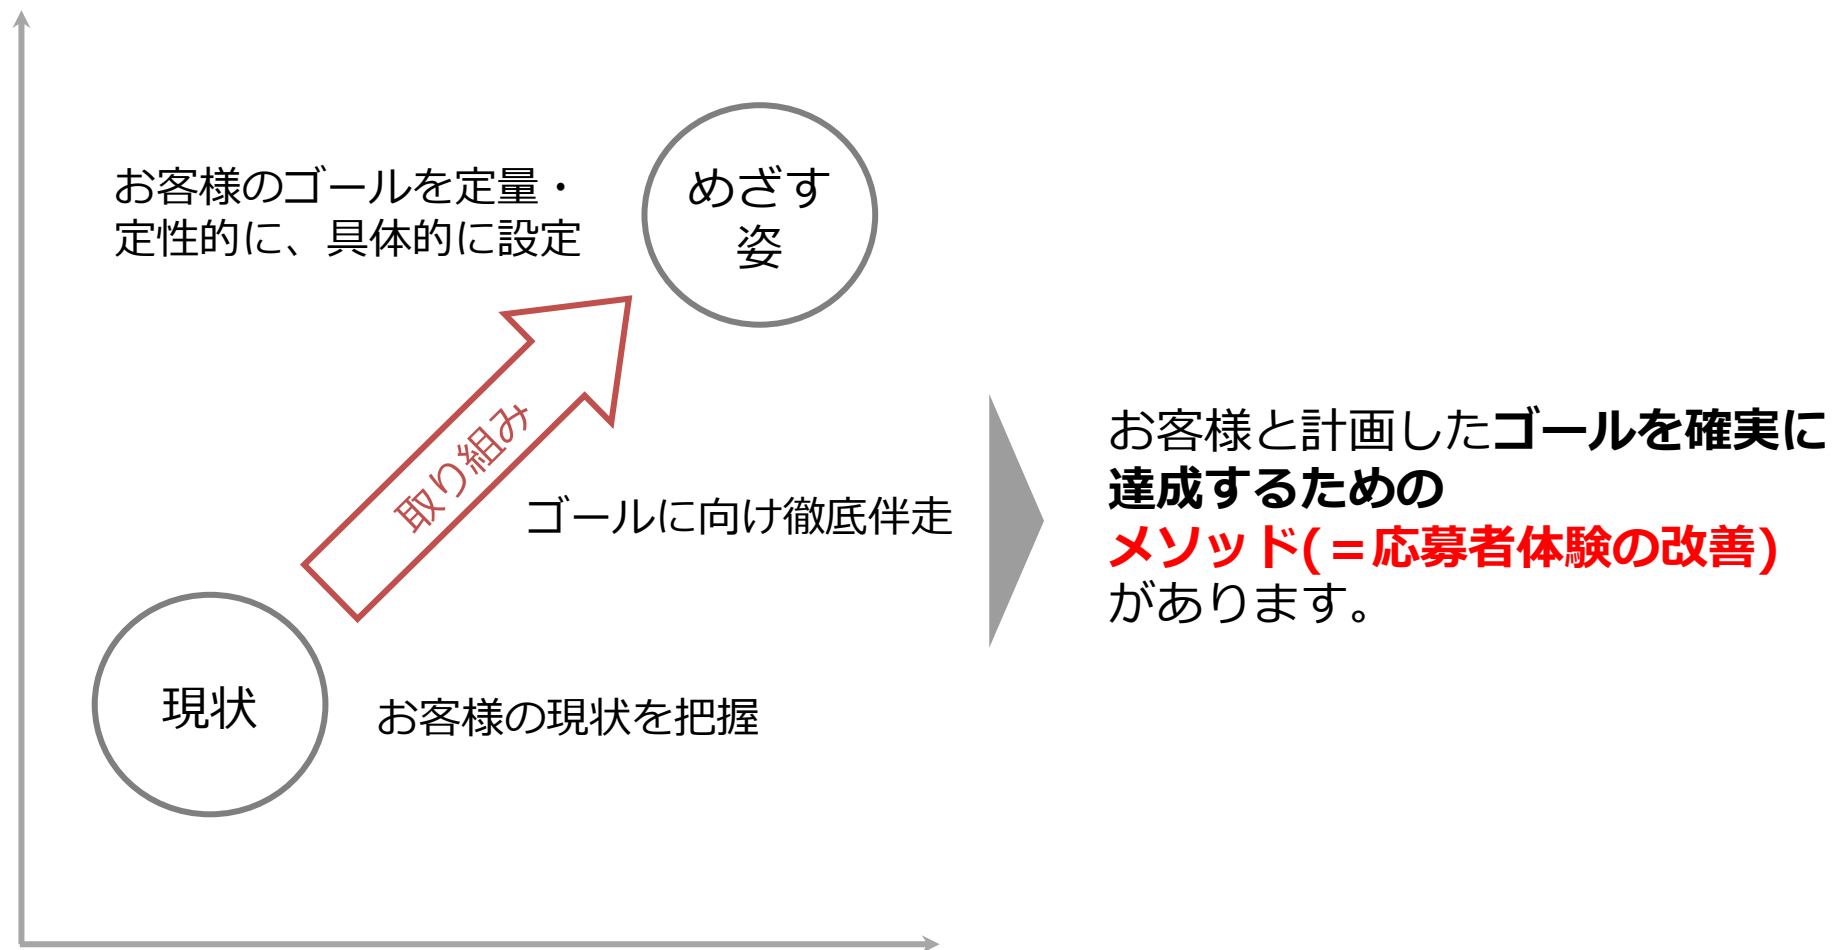 お客様のゴールを定量・
定性的に、具体的に設定
めざす
姿
取り組み
ゴールに向け徹底伴走
現状
お客様の現状を把握
お客様と計画したゴールを確実に
達成するための
メソッド(＝応募者体験の改善)
があります。